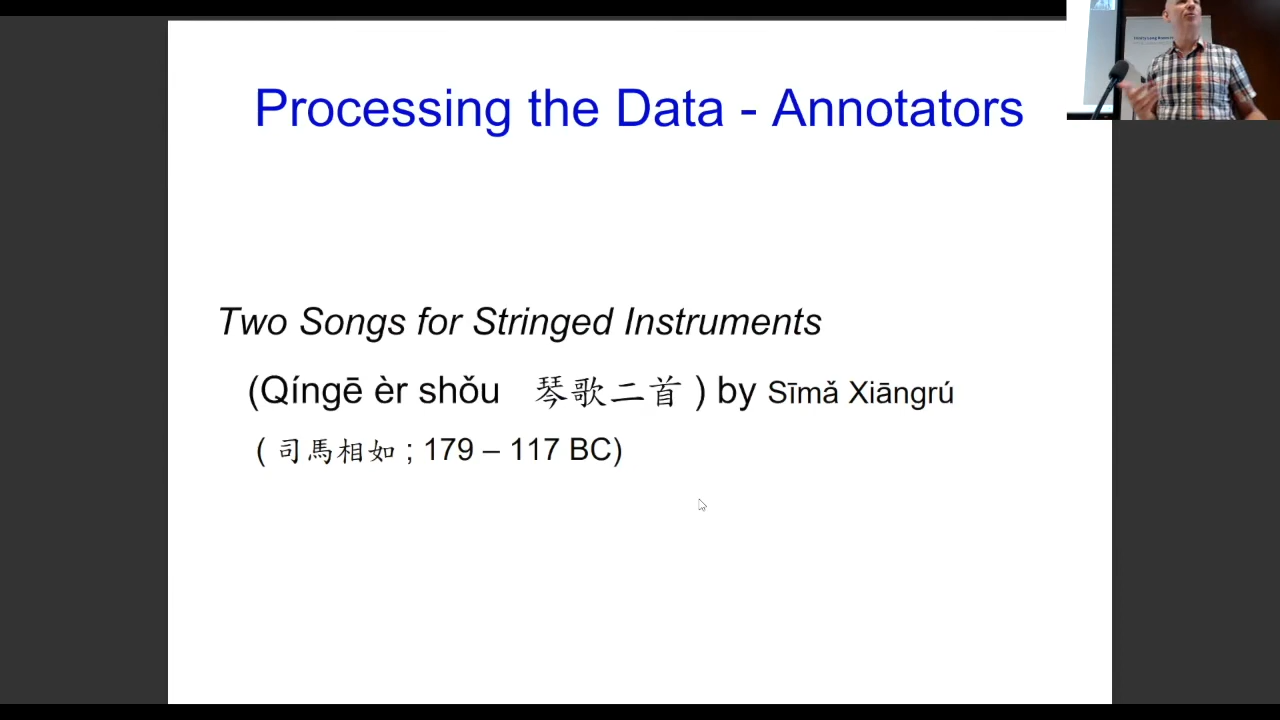 Processing the Data - Annotators
Two Songs for Stringed Instruments
(Qíngē èr shǒu 琴歌二首 ) by Sīmǎ Xiāngrú
( 司馬相如 ; 179 – 117 BC)